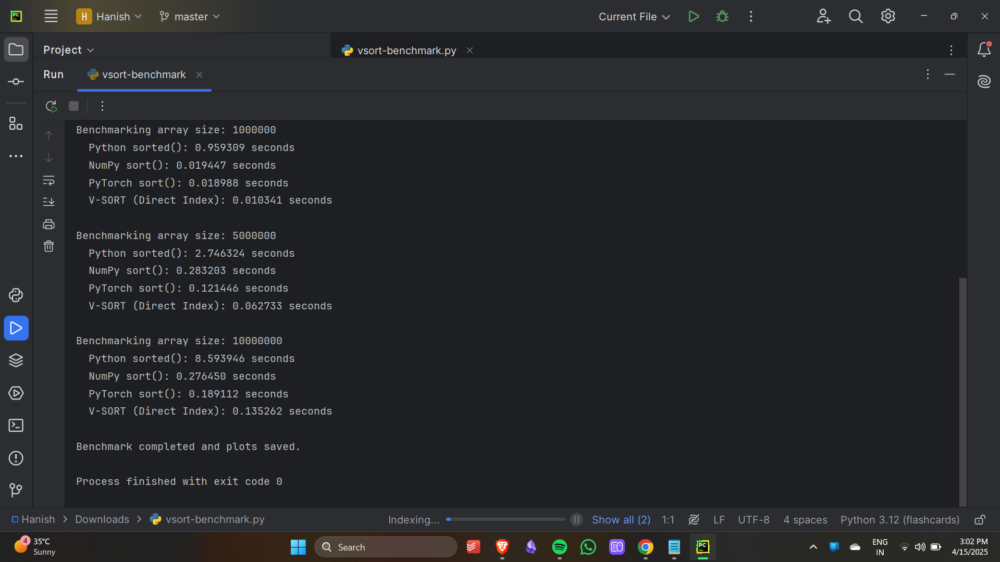 PC
H Hanish master Current File
Project vsort-benchmark.py
Run vsort-benchmark
Benchmarking array size: 1000000
Python sorted(): 0.959309 seconds
NumPy sort(): 0.019447 seconds
PyTorch sort(): 0.018988 seconds
V-SORT (Direct Index): 0.010341 seconds
Benchmarking array size: 5000000
Python sorted(): 2.746324 seconds
NumPy sort(): 0.283203 seconds
PyTorch sort(): 0.121446 seconds
V-SORT (Direct Index): 0.062733 seconds
Benchmarking array size: 10000000
Python sorted(): 8.593946 seconds
NumPy sort(): 0.276450 seconds
PyTorch sort(): 0.189112 seconds
V-SORT (Direct Index): 0.135262 seconds
Benchmark completed and plots saved.
Process finished with exit code 0
Hanish > Downloads > vsort-benchmark.py Indexing... Show all (2) 1:1 LF UTF-8 4 spaces Python 3.12 (flashcards)
4 35°C
Sunny
Search
PC
ENG
IN
3:02 PM
4/15/2025